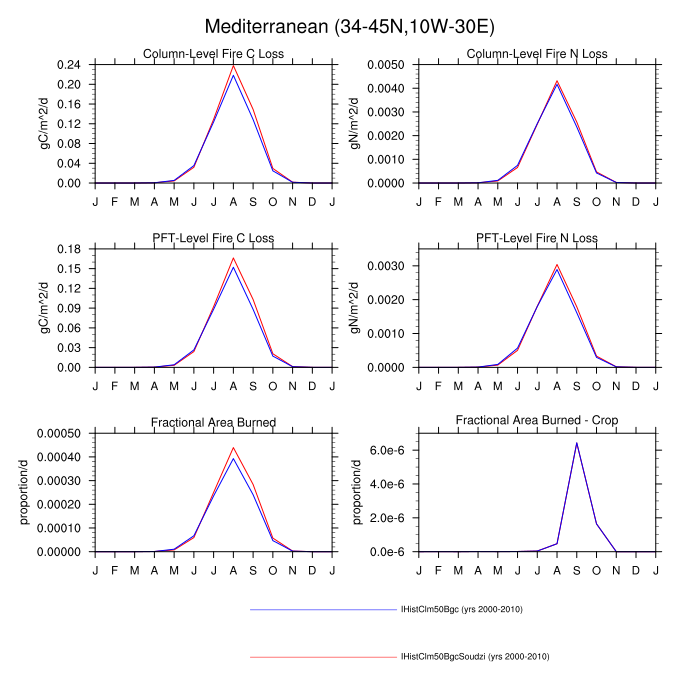 Mediterranean (34-45N,10W-30E)
Column-Level Fire C Loss
gC/m^2/d
0.24
0.20
0.16
0.12
0.08
0.04
0.00
J F M A M J J A S O N D J
Column-Level Fire N Loss
gN/m^2/d
0.0050
0.0040
0.0030
0.0020
0.0010
0.0000
J F M A M J J A S O N D J
PFT-Level Fire C Loss
gC/m^2/d
0.18
0.15
0.12
0.09
0.06
0.03
0.00
J F M A M J J A S O N D J
PFT-Level Fire N Loss
gN/m^2/d
0.0030
0.0020
0.0010
0.0000
J F M A M J J A S O N D J
Fractional Area Burned
proportion/d
0.00050
0.00040
0.00030
0.00020
0.00010
0.00000
J F M A M J J A S O N D J
Fractional Area Burned - Crop
proportion/d
6.0e-6
4.0e-6
2.0e-6
0.0e-6
J F M A M J J A S O N D J
IHistClm50Bgc (yrs 2000-2010)
IHistClm50BgcSoudzi (yrs 2000-2010)